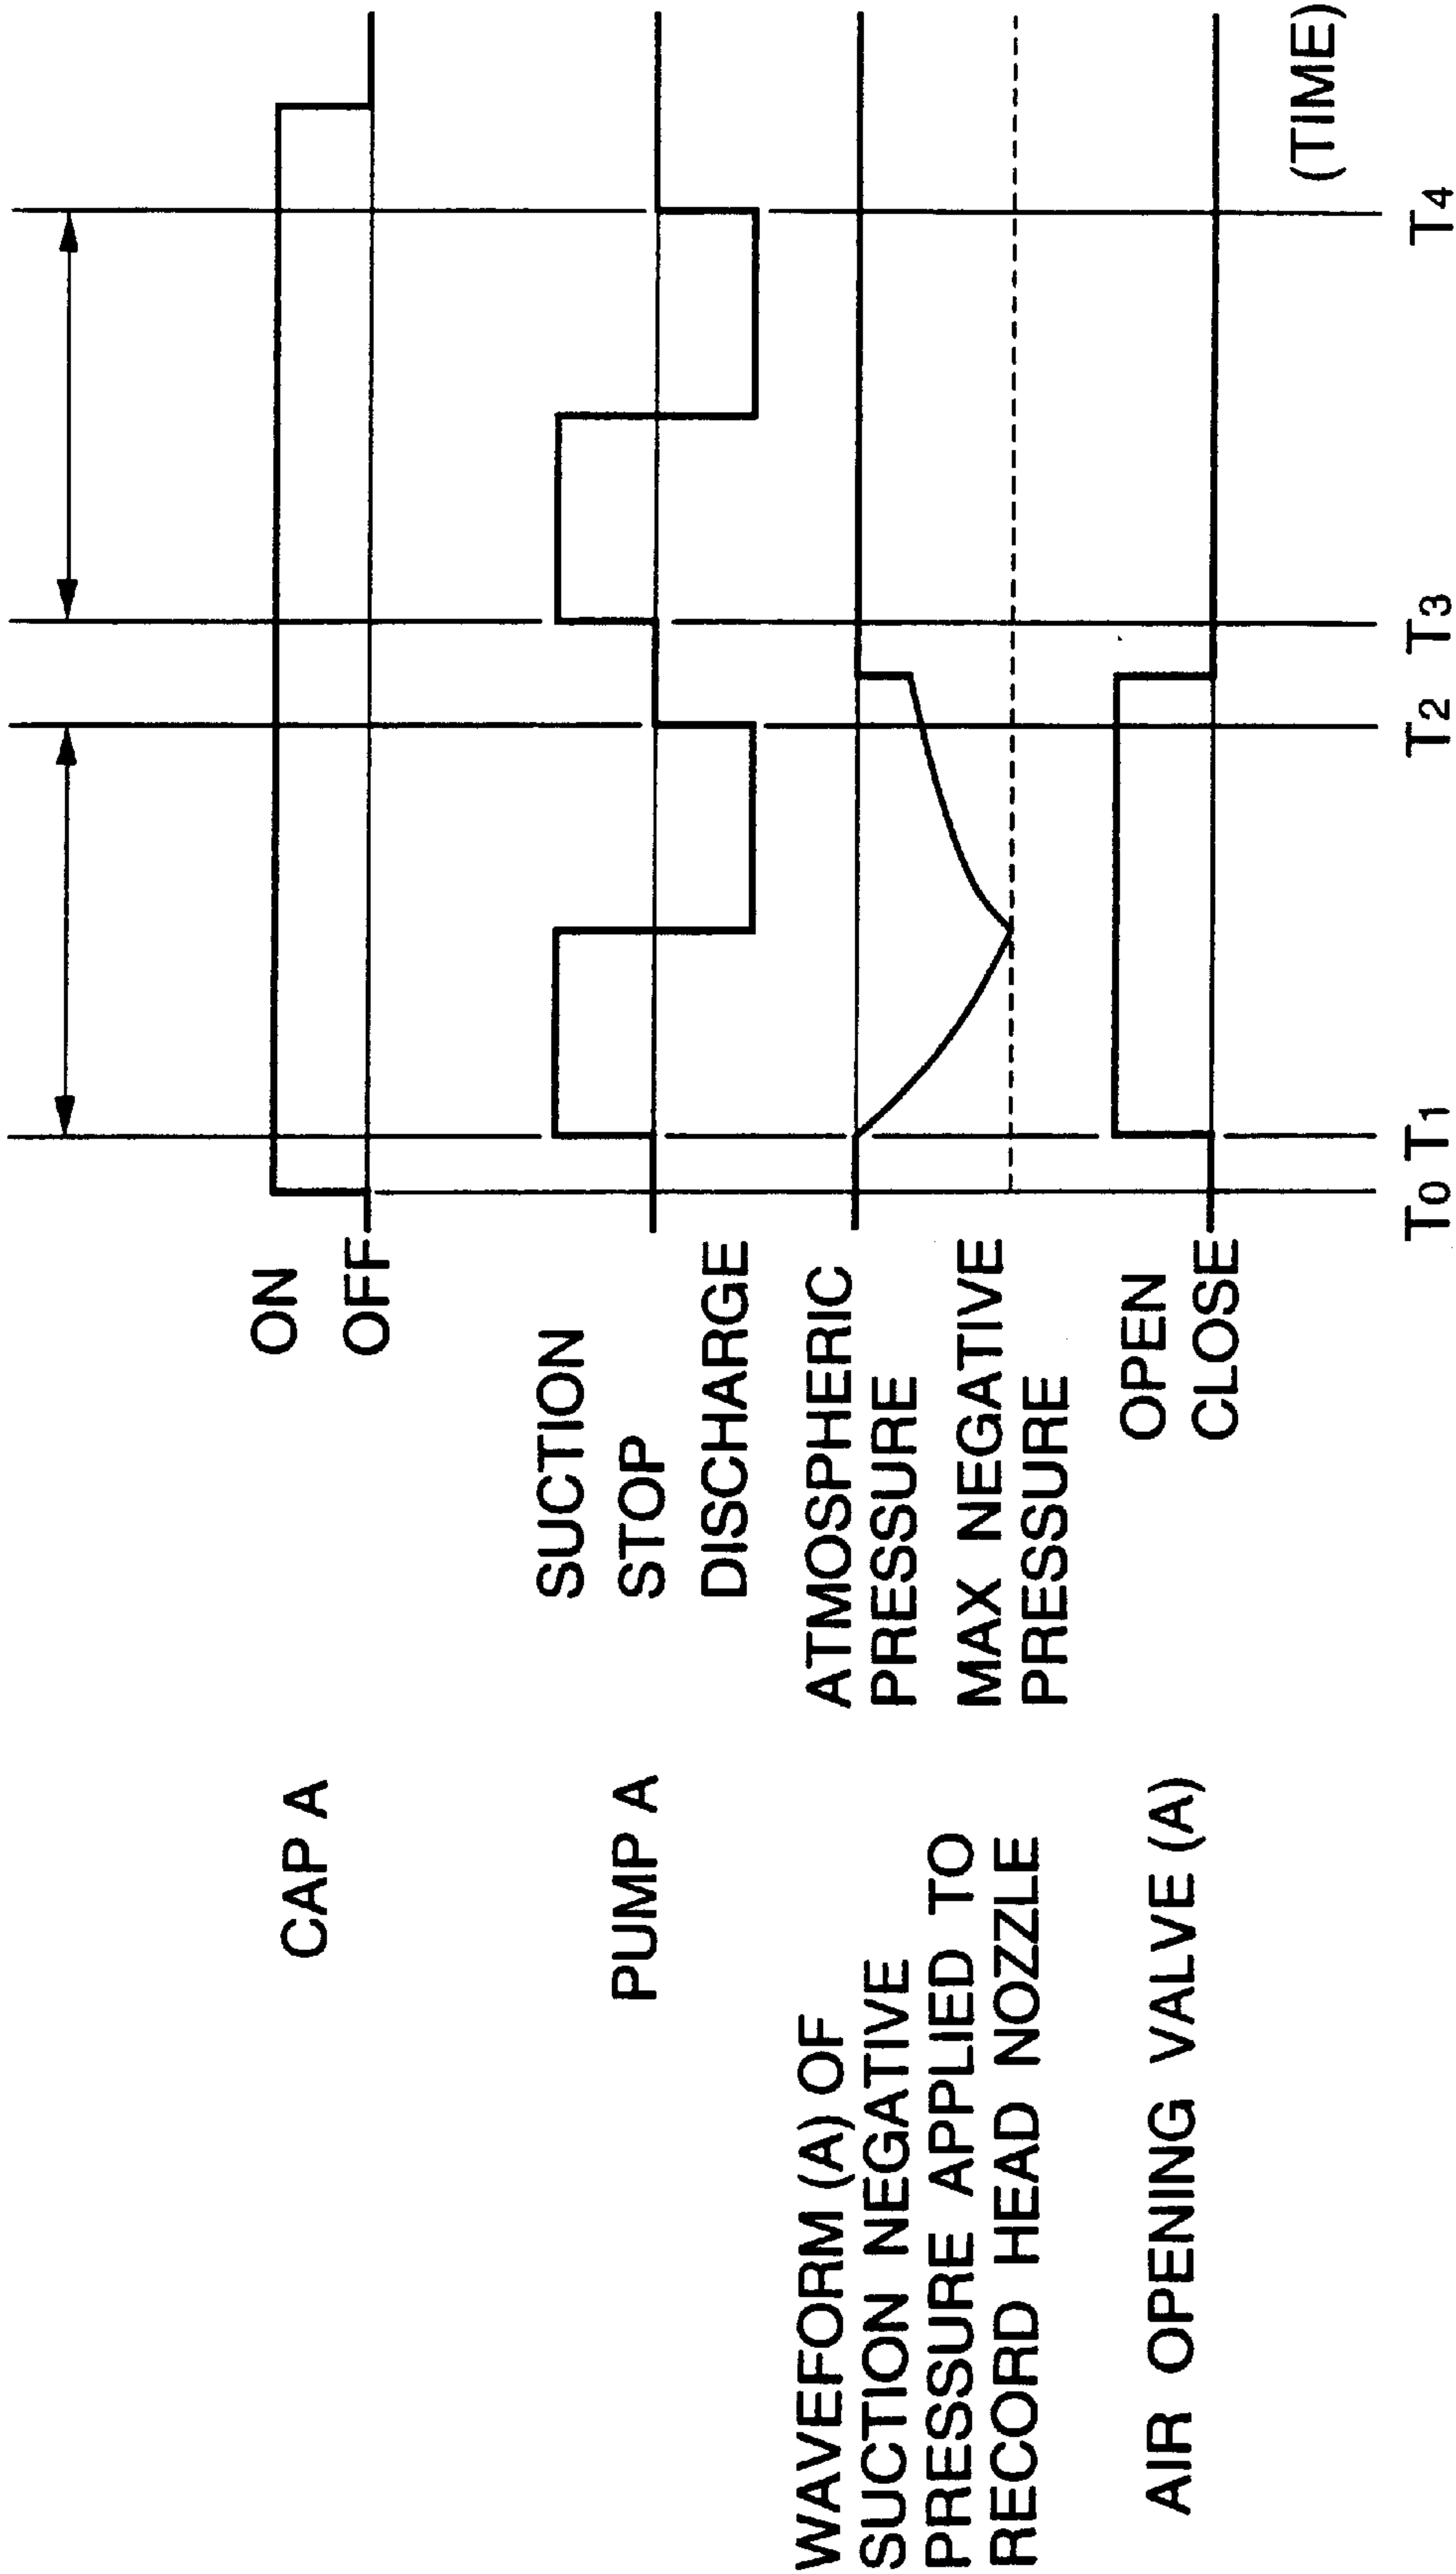 CAP A
ON
OFF
PUMP A
SUCTION
STOP
DISCHARGE
WAVEFORM (A) OF
SUCTION NEGATIVE
PRESSURE APPLIED TO
RECORD HEAD NOZZLE
ATMOSPHERIC
PRESSURE
MAX NEGATIVE
PRESSURE
AIR OPENING VALVE (A)
OPEN
CLOSE
(TIME)
T0 T1 T2 T3 T4